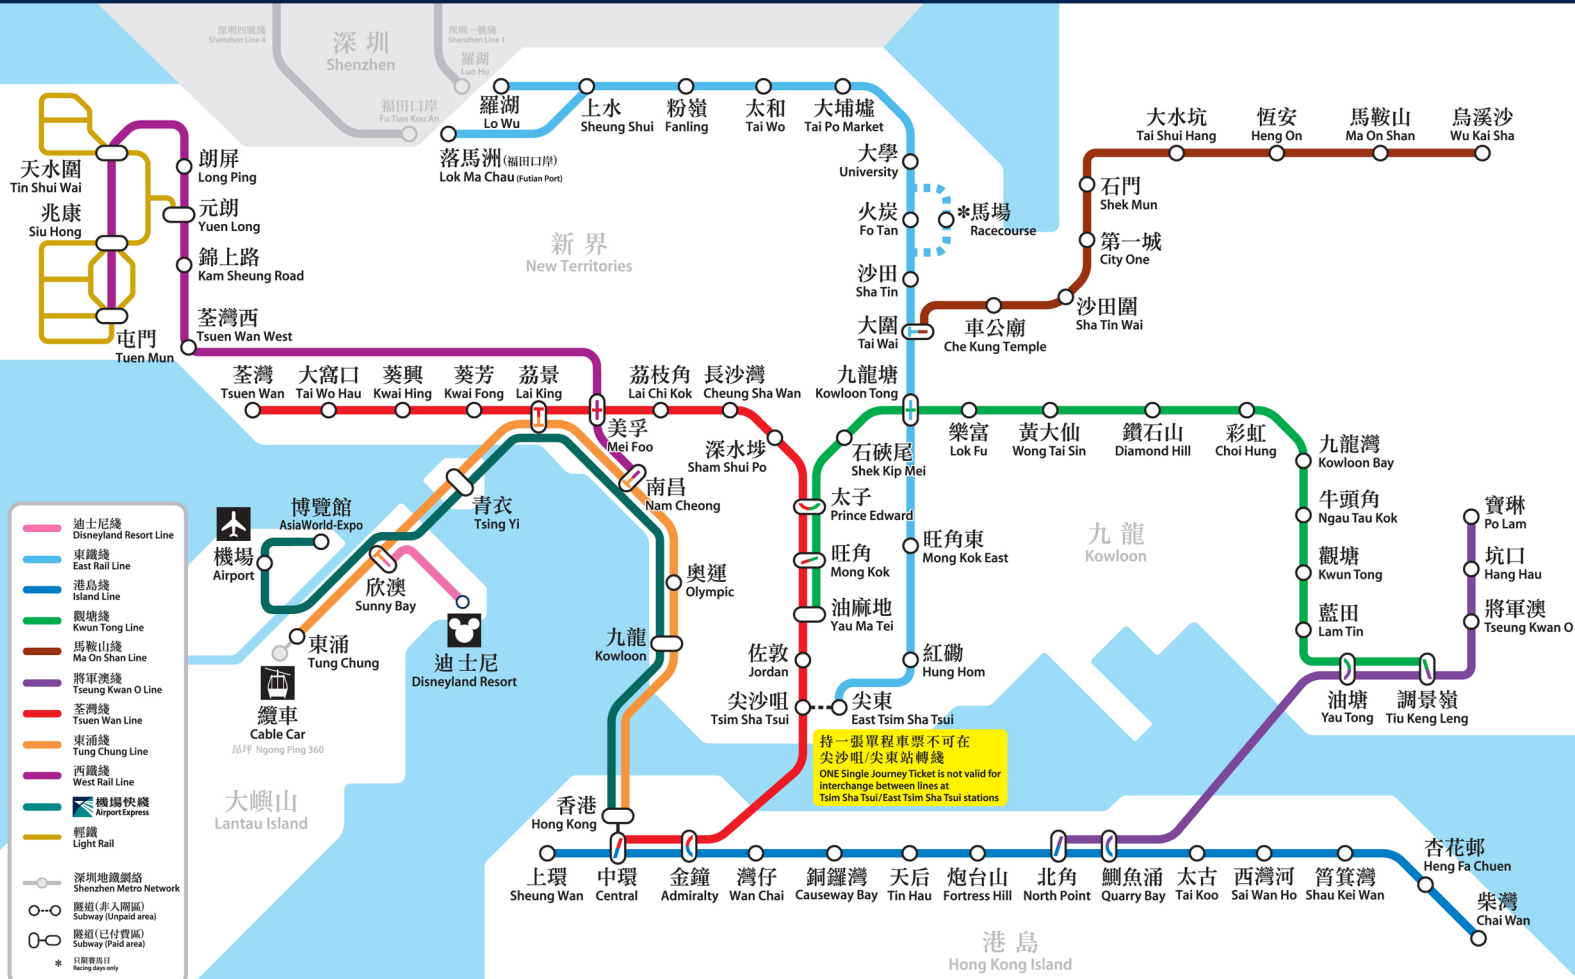 深圳四號綫
Shenzhen Line 4
深圳
Shenzhen
深圳一號綫
Shenzhen Line 1
羅湖
Luo Hu
福田口岸
Fu Tian Kou An
羅湖
Lo Wu
上水
Sheung Shui
粉嶺
Fanling
太和
Tai Wo
大埔墟
Tai Po Market
落馬洲(福田口岸)
Lok Ma Chau (Futian Port)
大學
University
火炭
Fo Tan
*馬場
Racecourse
沙田
Sha Tin
大圍
Tai Wai
大水坑
Tai Shui Hang
恆安
Heng On
馬鞍山
Ma On Shan
烏溪沙
Wu Kai Sha
石門
Shek Mun
第一城
City One
沙田圍
Sha Tin Wai
車公廟
Che Kung Temple
天水圍
Tin Shui Wai
朗屏
Long Ping
兆康
Siu Hong
元朗
Yuen Long
錦上路
Kam Sheung Road
屯門
Tuen Mun
荃灣西
Tsuen Wan West
新界
New Territories
荃灣
Tsuen Wan
大窩口
Tai Wo Hau
葵興
Kwai Hing
葵芳
Kwai Fong
荔景
Lai King
美孚
Mei Foo
荔枝角
Lai Chi Kok
長沙灣
Cheung Sha Wan
深水埗
Sham Shui Po
九龍塘
Kowloon Tong
石硤尾
Shek Kip Mei
樂富
Lok Fu
黃大仙
Wong Tai Sin
鑽石山
Diamond Hill
彩虹
Choi Hung
九龍灣
Kowloon Bay
牛頭角
Ngau Tau Kok
觀塘
Kwun Tong
藍田
Lam Tin
油塘
Yau Tong
調景嶺
Tiu Keng Leng
寶琳
Po Lam
坑口
Hang Hau
將軍澳
Tseung Kwan O
南昌
Nam Cheong
太子
Prince Edward
旺角
Mong Kok
油麻地
Yau Ma Tei
旺角東
Mong Kok East
九龍
Kowloon
佐敦
Jordan
尖沙咀
Tsim Sha Tsui
紅磡
Hung Hom
尖東
East Tsim Sha Tsui
持一張單程車票不可在
尖沙咀/尖東站轉綫
ONE Single Journey Ticket is not valid for
interchange between lines at
Tsim Sha Tsui/East Tsim Sha Tsui stations
青衣
Tsing Yi
博覽館
AsiaWorld-Expo
機場
Airport
欣澳
Sunny Bay
東涌
Tung Chung
迪士尼
Disneyland Resort
纜車
Cable Car
昂坪 Ngong Ping 360
奧運
Olympic
九龍
Kowloon
大嶼山
Lantau Island
香港
Hong Kong
上環
Sheung Wan
中環
Central
金鐘
Admiralty
灣仔
Wan Chai
銅鑼灣
Causeway Bay
天后
Tin Hau
炮台山
Fortress Hill
北角
North Point
鰂魚涌
Quarry Bay
太古
Tai Koo
西灣河
Sai Wan Ho
筲箕灣
Shau Kei Wan
杏花邨
Heng Fa Chuen
柴灣
Chai Wan
港島
Hong Kong Island
迪士尼綫
Disneyland Resort Line
東鐵綫
East Rail Line
港島綫
Island Line
觀塘綫
Kwun Tong Line
馬鞍山綫
Ma On Shan Line
將軍澳綫
Tseung Kwan O Line
荃灣綫
Tsuen Wan Line
東涌綫
Tung Chung Line
西鐵綫
West Rail Line
機場快綫
Airport Express
輕鐵
Light Rail
深圳地鐵網絡
Shenzhen Metro Network
隧道(非入閘區)
Subway (Unpaid area)
隧道(已付費區)
Subway (Paid area)
* 只限賽馬日
Racing days only